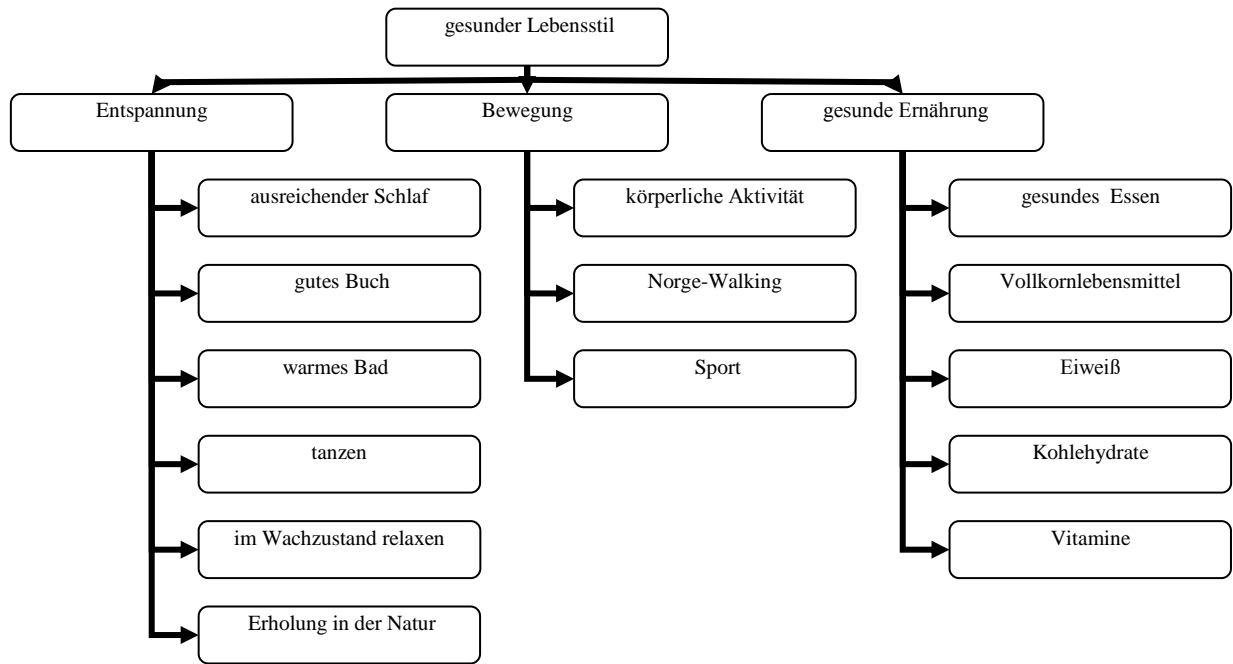 gesunder Lebensstil
Entspannung
Bewegung
gesunde Ernährung
ausreichender Schlaf
körperliche Aktivität
gesundes Essen
gutes Buch
Norge-Walking
Vollkornlebensmittel
warmes Bad
Sport
Eiweiß
tanzen
Kohlehydrate
im Wachzustand relaxen
Vitamine
Erholung in der Natur